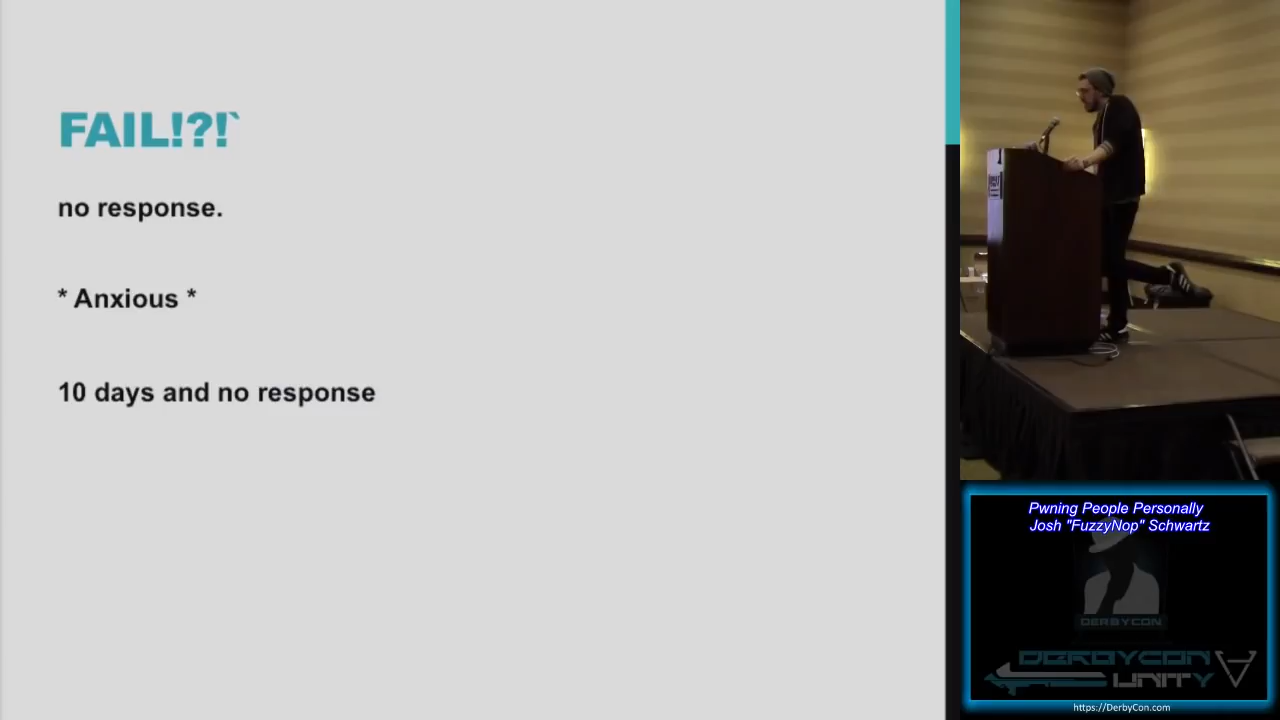 FAIL!?!`
no response.
* Anxious *
10 days and no response
Pwning People Personally
Josh "FuzzyNop" Schwartz
DERBYCON
DERBYCON
UNITY
https://DerbyCon.com